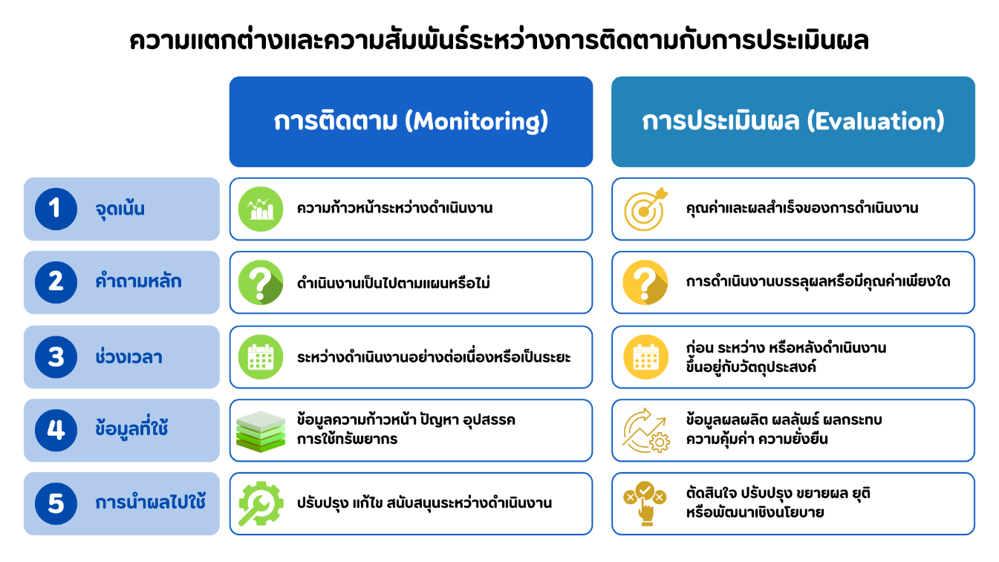 ความแตกต่างและความสัมพันธ์ระหว่างการติดตามกับการประเมินผล
การติดตาม (Monitoring)
การประเมินผล (Evaluation)
1
จุดเน้น
ความก้าวหน้าระหว่างดำเนินงาน
คุณค่าและผลสำเร็จของการดำเนินงาน
2
คำถามหลัก
ดำเนินงานเป็นไปตามแผนหรือไม่
การดำเนินงานบรรลุผลหรือมีคุณค่าเพียงใด
3
ช่วงเวลา
ระหว่างดำเนินงานอย่างต่อเนื่องหรือเป็นระยะ
ก่อน ระหว่าง หรือหลังดำเนินงาน
ขึ้นอยู่กับวัตถุประสงค์
4
ข้อมูลที่ใช้
ข้อมูลความก้าวหน้า ปัญหา อุปสรรค
การใช้ทรัพยากร
ข้อมูลผลผลิต ผลลัพธ์ ผลกระทบ
ความคุ้มค่า ความยั่งยืน
5
การนำผลไปใช้
ปรับปรุง แก้ไข สนับสนุนระหว่างดำเนินงาน
ตัดสินใจ ปรับปรุง ขยายผล ยุติ
หรือพัฒนาเชิงนโยบาย